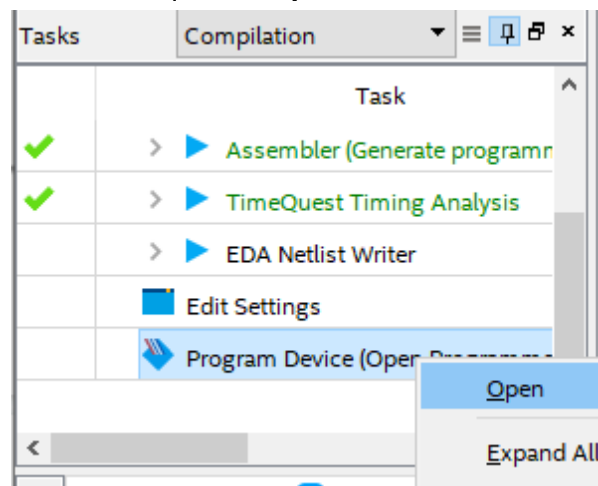 Tasks Compilation
Task
Assembler (Generate programm
TimeQuest Timing Analysis
EDA Netlist Writer
Edit Settings
Program Device (Open Programme
Open
Expand All